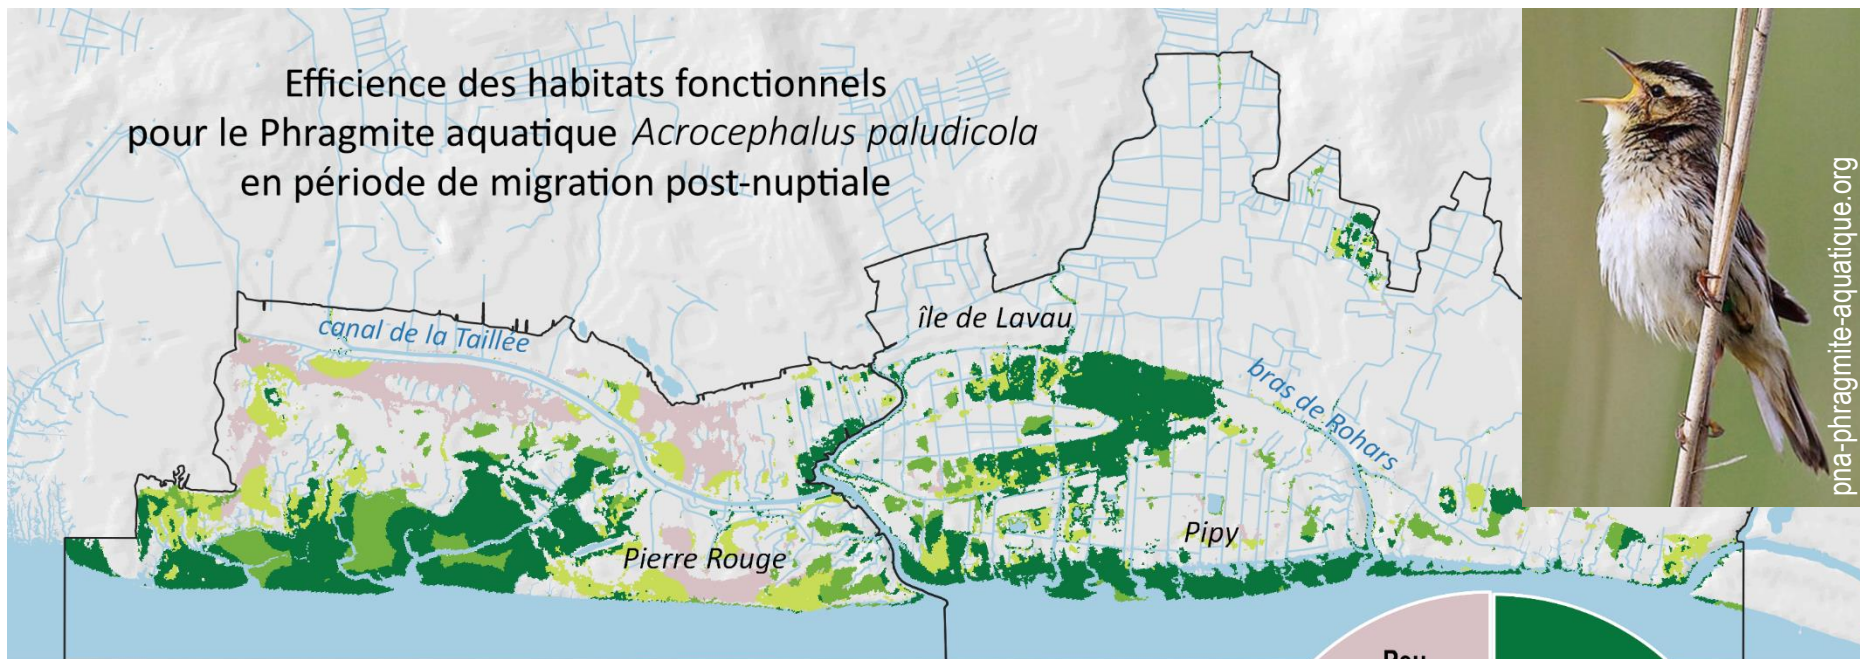 Efficience des habitats fonctionnels
pour le Phragmite aquatique Acrocephalus paludicola
en période de migration post-nuptiale
canal de la Taillée
île de Lavau
bras de Rohars
Pierre Rouge
Pipy
pna-phragmite-aquatique.org